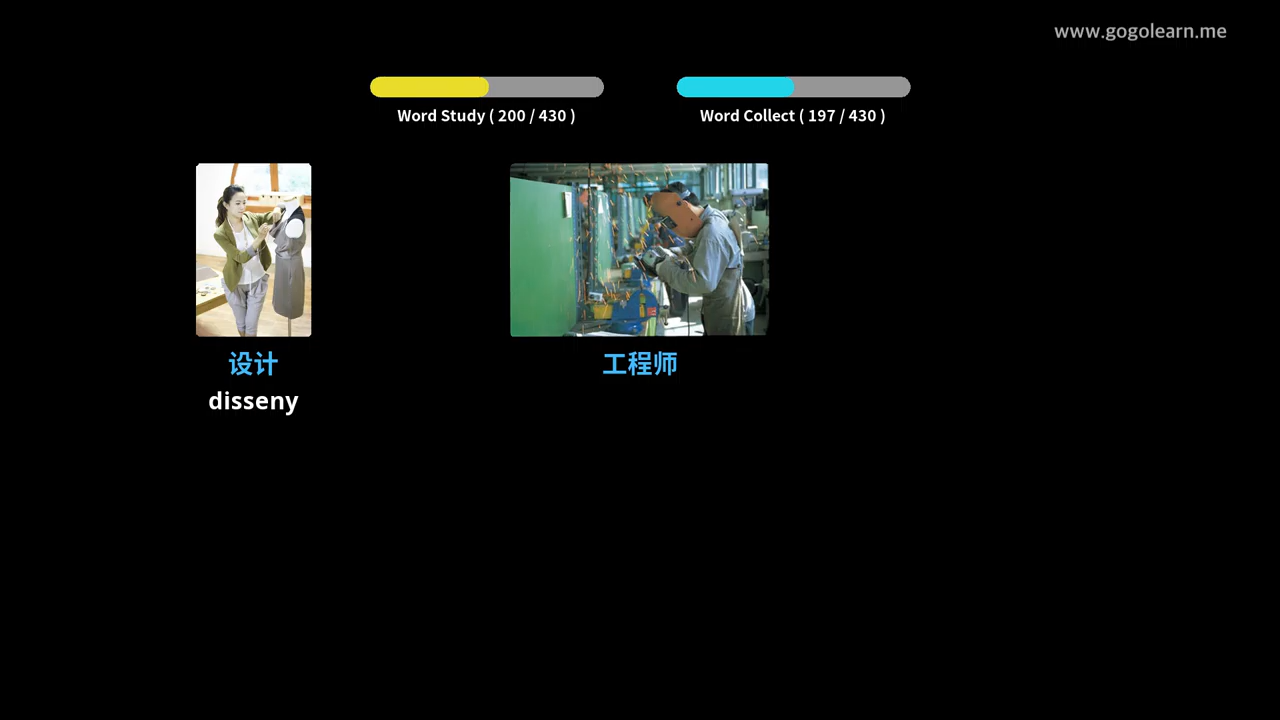 www.gogolearn.me
Word Study ( 200 / 430 )
Word Collect ( 197 / 430 )
设计
工程师
disseny